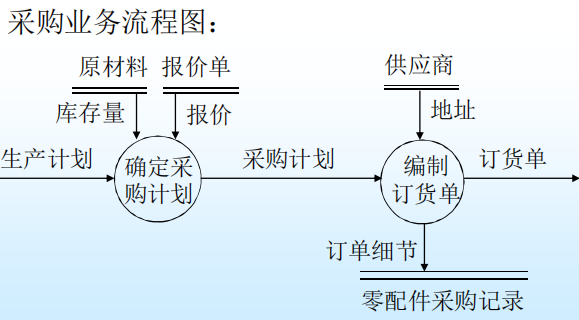 采购业务流程图：
原材料 报价单
供应商
库存量
报价
地址
生产计划
确定采
购计划
采购计划
编制
订货单
订货单
订单细节
零配件采购记录